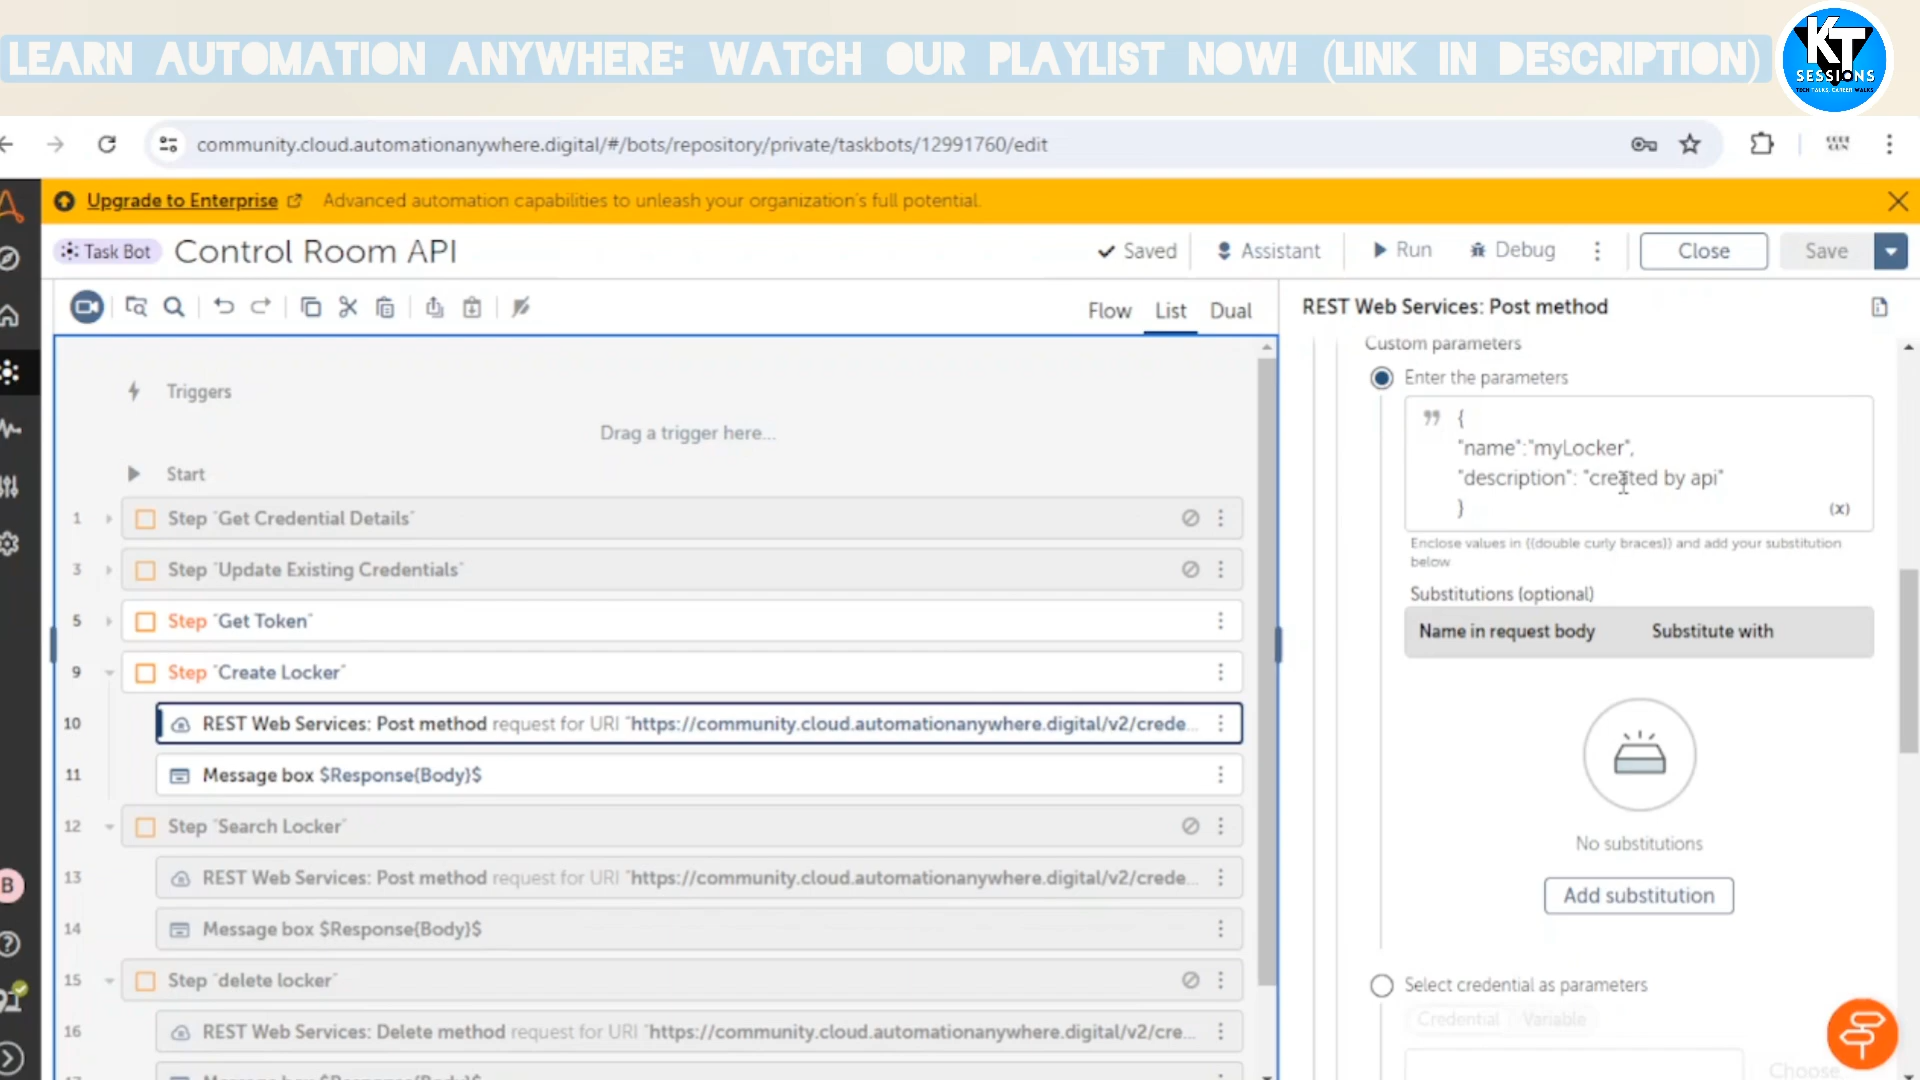 LEARN AUTOMATION ANYWHERE: WATCH OUR PLAYLIST NOW! (LINK IN DESCRIPTION)
KT
SESSIONS
TECH TALKS, CAREER WALKS
community.cloud.automationanywhere.digital/#/bots/repository/private/taskbots/12991760/edit
Upgrade to Enterprise
Advanced automation capabilities to unleash your organization's full potential.
Task Bot
Control Room API
Saved
Assistant
Run
Debug
Close
Save
Flow
List
Dual
Triggers
Drag a trigger here...
Start
1 Step "Get Credential Details"
3 Step "Update Existing Credentials"
5 Step "Get Token"
9 Step "Create Locker"
10 REST Web Services: Post method request for URI "https://community.cloud.automationanywhere.digital/v2/crede...
11 Message box $Response{Body}$
12 Step "Search Locker"
13 REST Web Services: Post method request for URI "https://community.cloud.automationanywhere.digital/v2/crede...
14 Message box $Response{Body}$
15 Step "delete locker"
16 REST Web Services: Delete method request for URI "https://community.cloud.automationanywhere.digital/v2/cre...
B
REST Web Services: Post method
Custom parameters
Enter the parameters
{
"name":"myLocker",
"description": "created by api"
}
(x)
Enclose values in {{double curly braces}} and add your substitution
below
Substitutions (optional)
Name in request body
Substitute with
No substitutions
Add substitution
Select credential as parameters
Credential
Variable
Choose